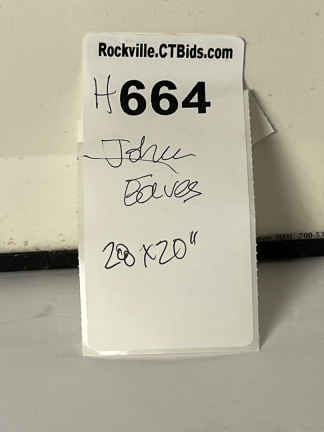 Rockville.CTBids.com
H664
John
Eaves
20x20"